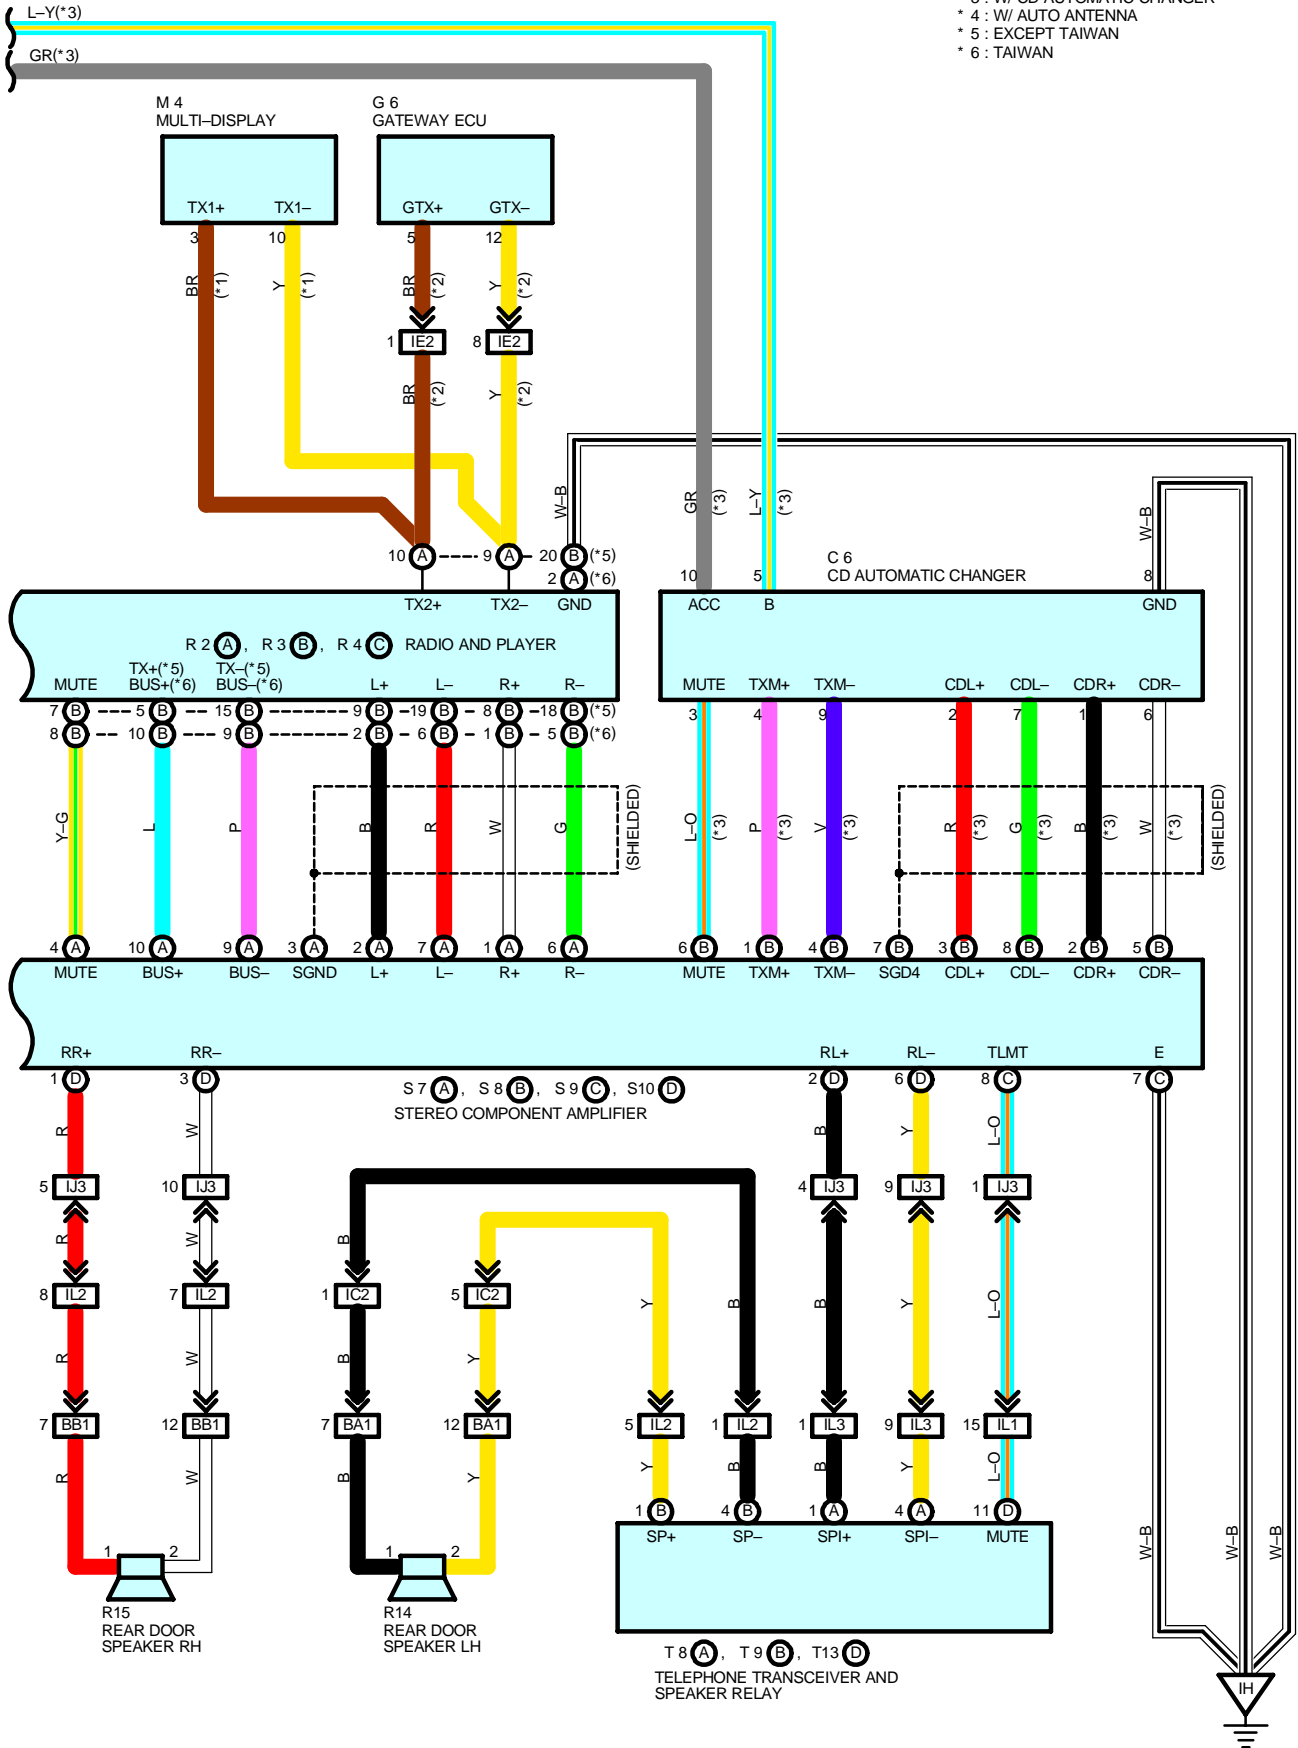 L–Y(*3)
GR(*3)
* 4 : W/ AUTO ANTENNA
* 5 : EXCEPT TAIWAN
* 6 : TAIWAN
M 4
MULTI–DISPLAY
G 6
GATEWAY ECU
TX1+ TX1– GTX+ GTX–
3 10 5 12
BR (*1) Y (*1) BR (*2) Y (*2)
1 IE2 8 IE2
BR (*2) Y (*2)
W–B GR (*3) L–Y (*3) W–B
10 A 9 A 20 B (*5)
2 A (*6)
C 6
CD AUTOMATIC CHANGER
10 5 8
TX2+ TX2– GND ACC B GND
R 2 A , R 3 B , R 4 C RADIO AND PLAYER
TX+(*5) TX–(*5)
MUTE BUS+(*6) BUS–(*6) L+ L– R+ R– MUTE TXM+ TXM– CDL+ CDL– CDR+ CDR–
7 B 5 B 15 B 9 B 19 B 8 B 18 B (*5) 3 4 9 2 7 1 6
8 B 10 B 9 B 2 B 6 B 1 B 5 B (*6)
Y–G L P B R W G (SHIELDED) L–O (*3) P (*3) V (*3) R (*3) G (*3) B (*3) W (*3) (SHIELDED)
4 A 10 A 9 A 3 A 2 A 7 A 1 A 6 A 6 B 1 B 4 B 7 B 3 B 8 B 2 B 5 B
MUTE BUS+ BUS– SGND L+ L– R+ R– MUTE TXM+ TXM– SGD4 CDL+ CDL– CDR+ CDR–
RR+ RR– RL+ RL– TLMT E
1 D 3 D 2 D 6 D 8 C 7 C
S 7 A , S 8 B , S 9 C , S10 D
STEREO COMPONENT AMPLIFIER
R W B Y L–O
5 IJ3 10 IJ3 4 IJ3 9 IJ3 1 IJ3
R W B
8 IL2 7 IL2 1 IC2 5 IC2
Y B B Y L–O
R W B Y
7 BB1 12 BB1 7 BA1 12 BA1 5 IL2 1 IL2 1 IL3 9 IL3 15 IL1
R W B Y Y B B Y L–O
1 B 4 B 1 A 4 A 11 D
SP+ SP– SPI+ SPI– MUTE
W–B W–B W–B
1 2 1 2
R15
REAR DOOR
SPEAKER RH
R14
REAR DOOR
SPEAKER LH
T 8 A , T 9 B , T13 D
TELEPHONE TRANSCEIVER AND
SPEAKER RELAY
IH